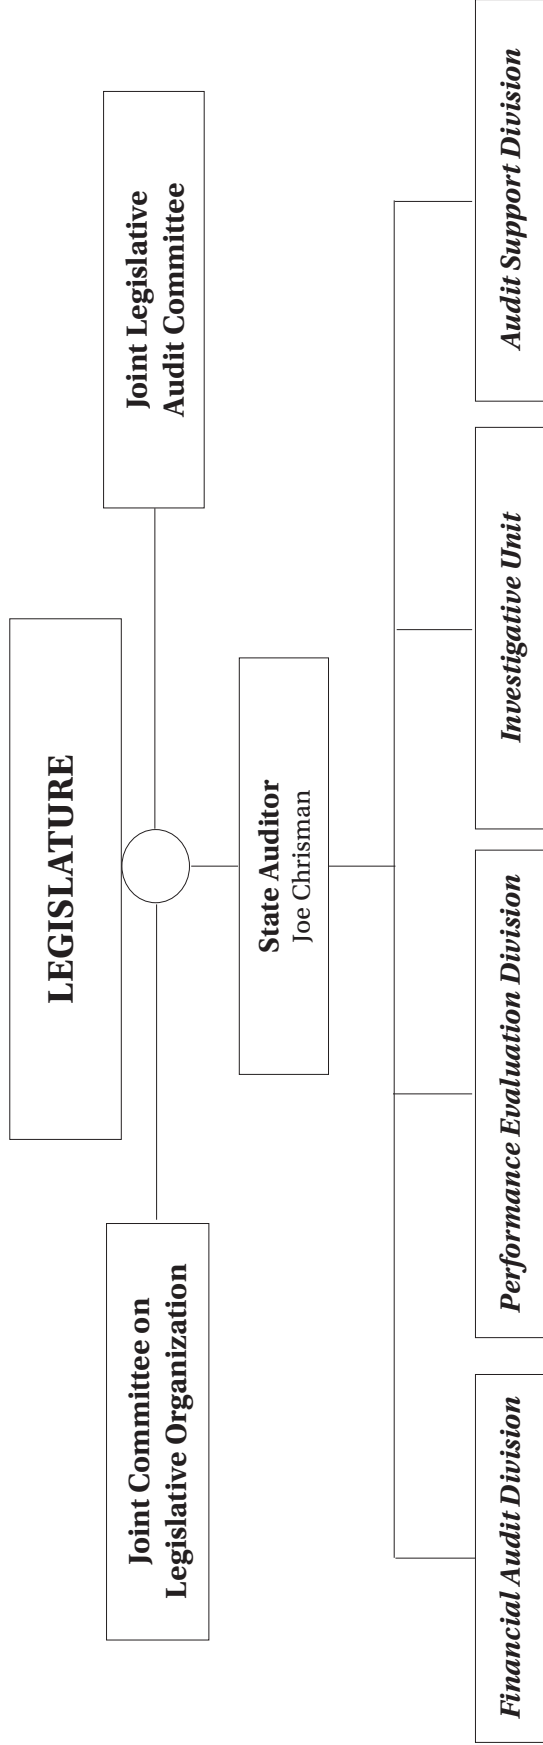 LEGISLATURE
Joint Committee on
Legislative Organization
Joint Legislative
Audit Committee
State Auditor
Joe Chrisman
Financial Audit Division
Performance Evaluation Division
Investigative Unit
Audit Support Division